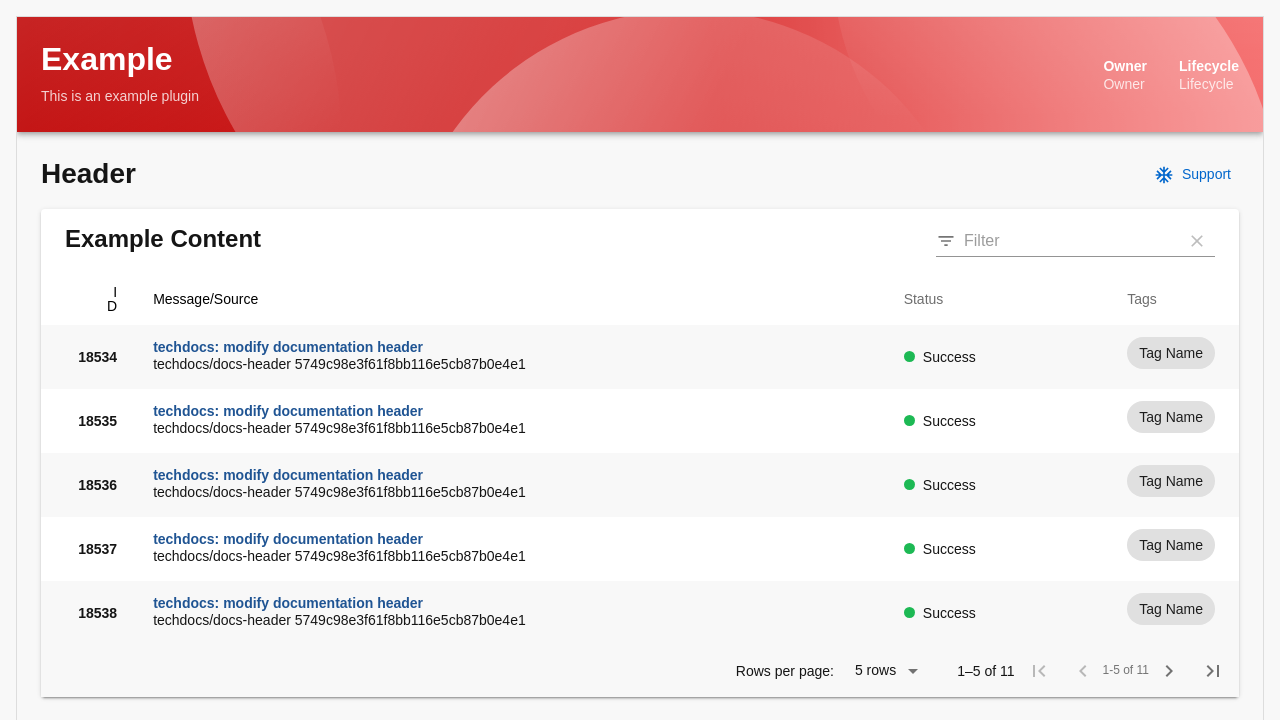 Example
This is an example plugin
Owner
Owner
Lifecycle
Lifecycle
Header
Support
Example Content
Filter
I
D
Message/Source
Status
Tags
18534
techdocs: modify documentation header
techdocs/docs-header 5749c98e3f61f8bb116e5cb87b0e4e1
Success
Tag Name
18535
techdocs: modify documentation header
techdocs/docs-header 5749c98e3f61f8bb116e5cb87b0e4e1
Success
Tag Name
18536
techdocs: modify documentation header
techdocs/docs-header 5749c98e3f61f8bb116e5cb87b0e4e1
Success
Tag Name
18537
techdocs: modify documentation header
techdocs/docs-header 5749c98e3f61f8bb116e5cb87b0e4e1
Success
Tag Name
18538
techdocs: modify documentation header
techdocs/docs-header 5749c98e3f61f8bb116e5cb87b0e4e1
Success
Tag Name
Rows per page: 5 rows 1–5 of 11 1-5 of 11